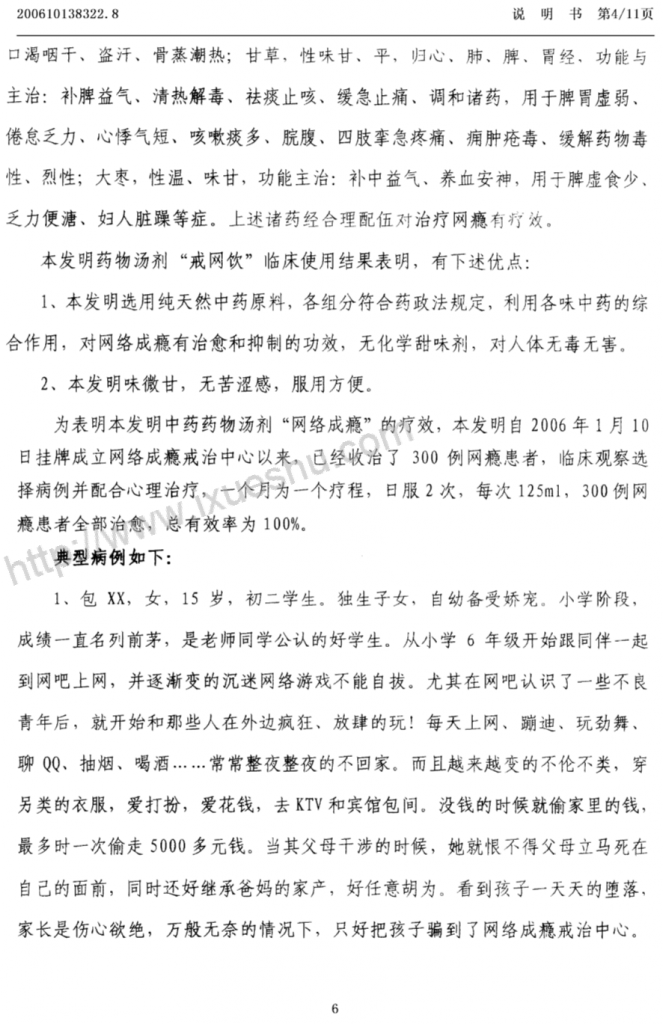 200610138322.8 说 明 书 第4/11页
口渴咽干、盗汗、骨蒸潮热；甘草，性味甘、平，归心、肺、脾、胃经，功能与
主治：补脾益气、清热解毒、祛痰止咳、缓急止痛、调和诸药，用于脾胃虚弱、
倦怠乏力、心悸气短、咳嗽痰多、脘腹、四肢挛急疼痛、痈肿疮毒、缓解药物毒
性、烈性；大枣，性温、味甘，功能主治：补中益气、养血安神，用于脾虚食少、
乏力便溏、妇人脏躁等症。上述诸药经合理配伍对治疗网瘾有疗效。
本发明药物汤剂“戒网饮”临床使用结果表明，有下述优点：
1、本发明选用纯天然中药原料，各组分符合药政法规定，利用各味中药的综
合作用，对网络成瘾有治愈和抑制的功效，无化学甜味剂，对人体无毒无害。
2、本发明味微甘，无苦涩感，服用方便。
为表明本发明中药药物汤剂“网络成瘾”的疗效，本发明自 2006 年 1 月 10
日挂牌成立网络成瘾戒治中心以来，已经收治了 300 例网瘾患者，临床观察选
择病例并配合心理治疗，一个月为一个疗程，日服 2 次，每次 125ml，300 例网
瘾患者全部治愈，总有效率为 100%。
典型病例如下：
1、包 XX，女，15 岁，初二学生。独生子女，自幼备受娇宠。小学阶段，
成绩一直名列前茅，是老师同学公认的好学生。从小学 6 年级开始跟同伴一起
到网吧上网，并逐渐变的沉迷网络游戏不能自拔。尤其在网吧认识了一些不良
青年后，就开始和那些人在外边疯狂、放肆的玩！每天上网、蹦迪、玩劲舞、
聊 QQ、抽烟、喝酒……常常整夜整夜的不回家。而且越来越变的不伦不类，穿
另类的衣服，爱打扮，爱花钱，去 KTV 和宾馆包间。没钱的时候就偷家里的钱，
最多时一次偷走 5000 多元钱。当其父母干涉的时候，她就恨不得父母立马死在
自己的面前，同时还好继承爸妈的家产，好任意胡为。看到孩子一天天的堕落，
家长是伤心欲绝，万般无奈的情况下，只好把孩子骗到了网络成瘾戒治中心。
6
http://www.ixueshu.com